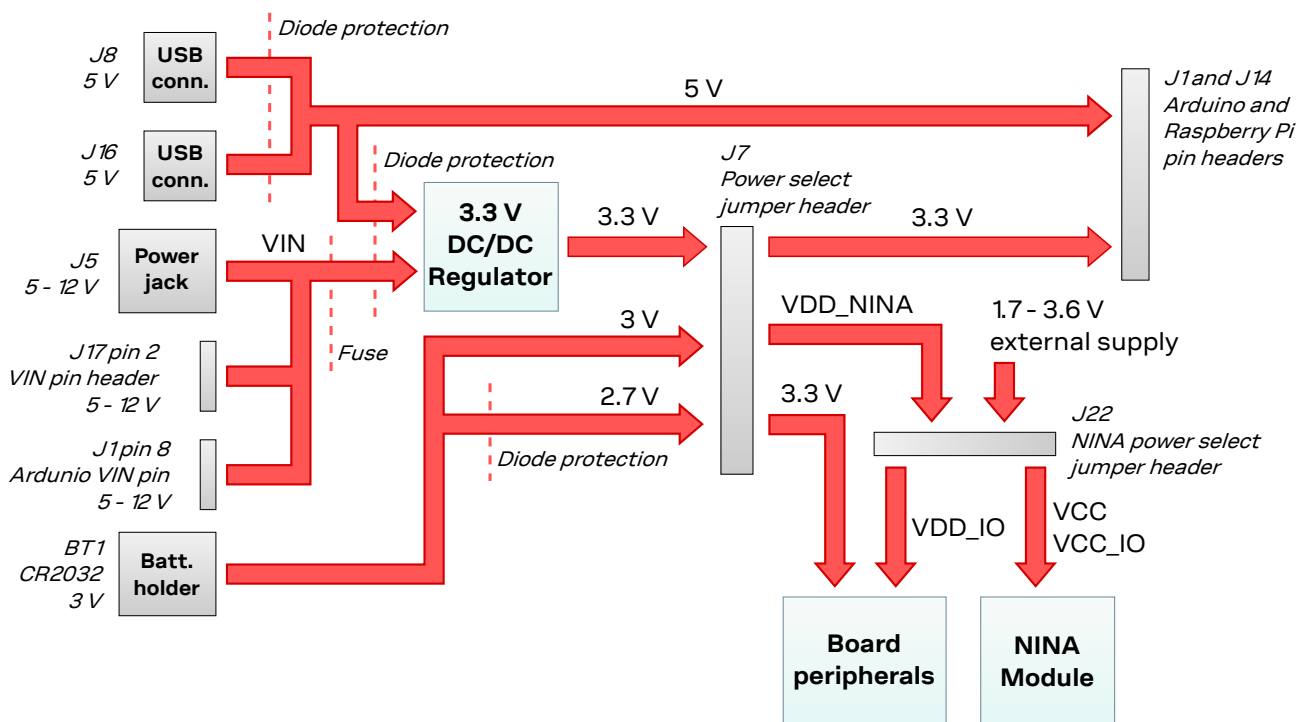 Diode protection
J8
5 V
USB
conn.
5 V
J1 and J14
Arduino and
Raspberry Pi
pin headers
J16
5 V
USB
conn.
Diode protection
J7
Power select
jumper header
3.3 V
DC/DC
Regulator
3.3 V
3.3 V
VIN
J5
5 - 12 V
Power
jack
Fuse
3 V
VDD_NINA
1.7 - 3.6 V
external supply
J17 pin 2
VIN pin header
5 - 12 V
2.7 V
3.3 V
Diode protection
J22
NINA power select
jumper header
J1 pin 8
Ardunio VIN pin
5 - 12 V
BT1
CR2032
3 V
Batt.
holder
VDD_IO
VCC
VCC_IO
Board
peripherals
NINA
Module